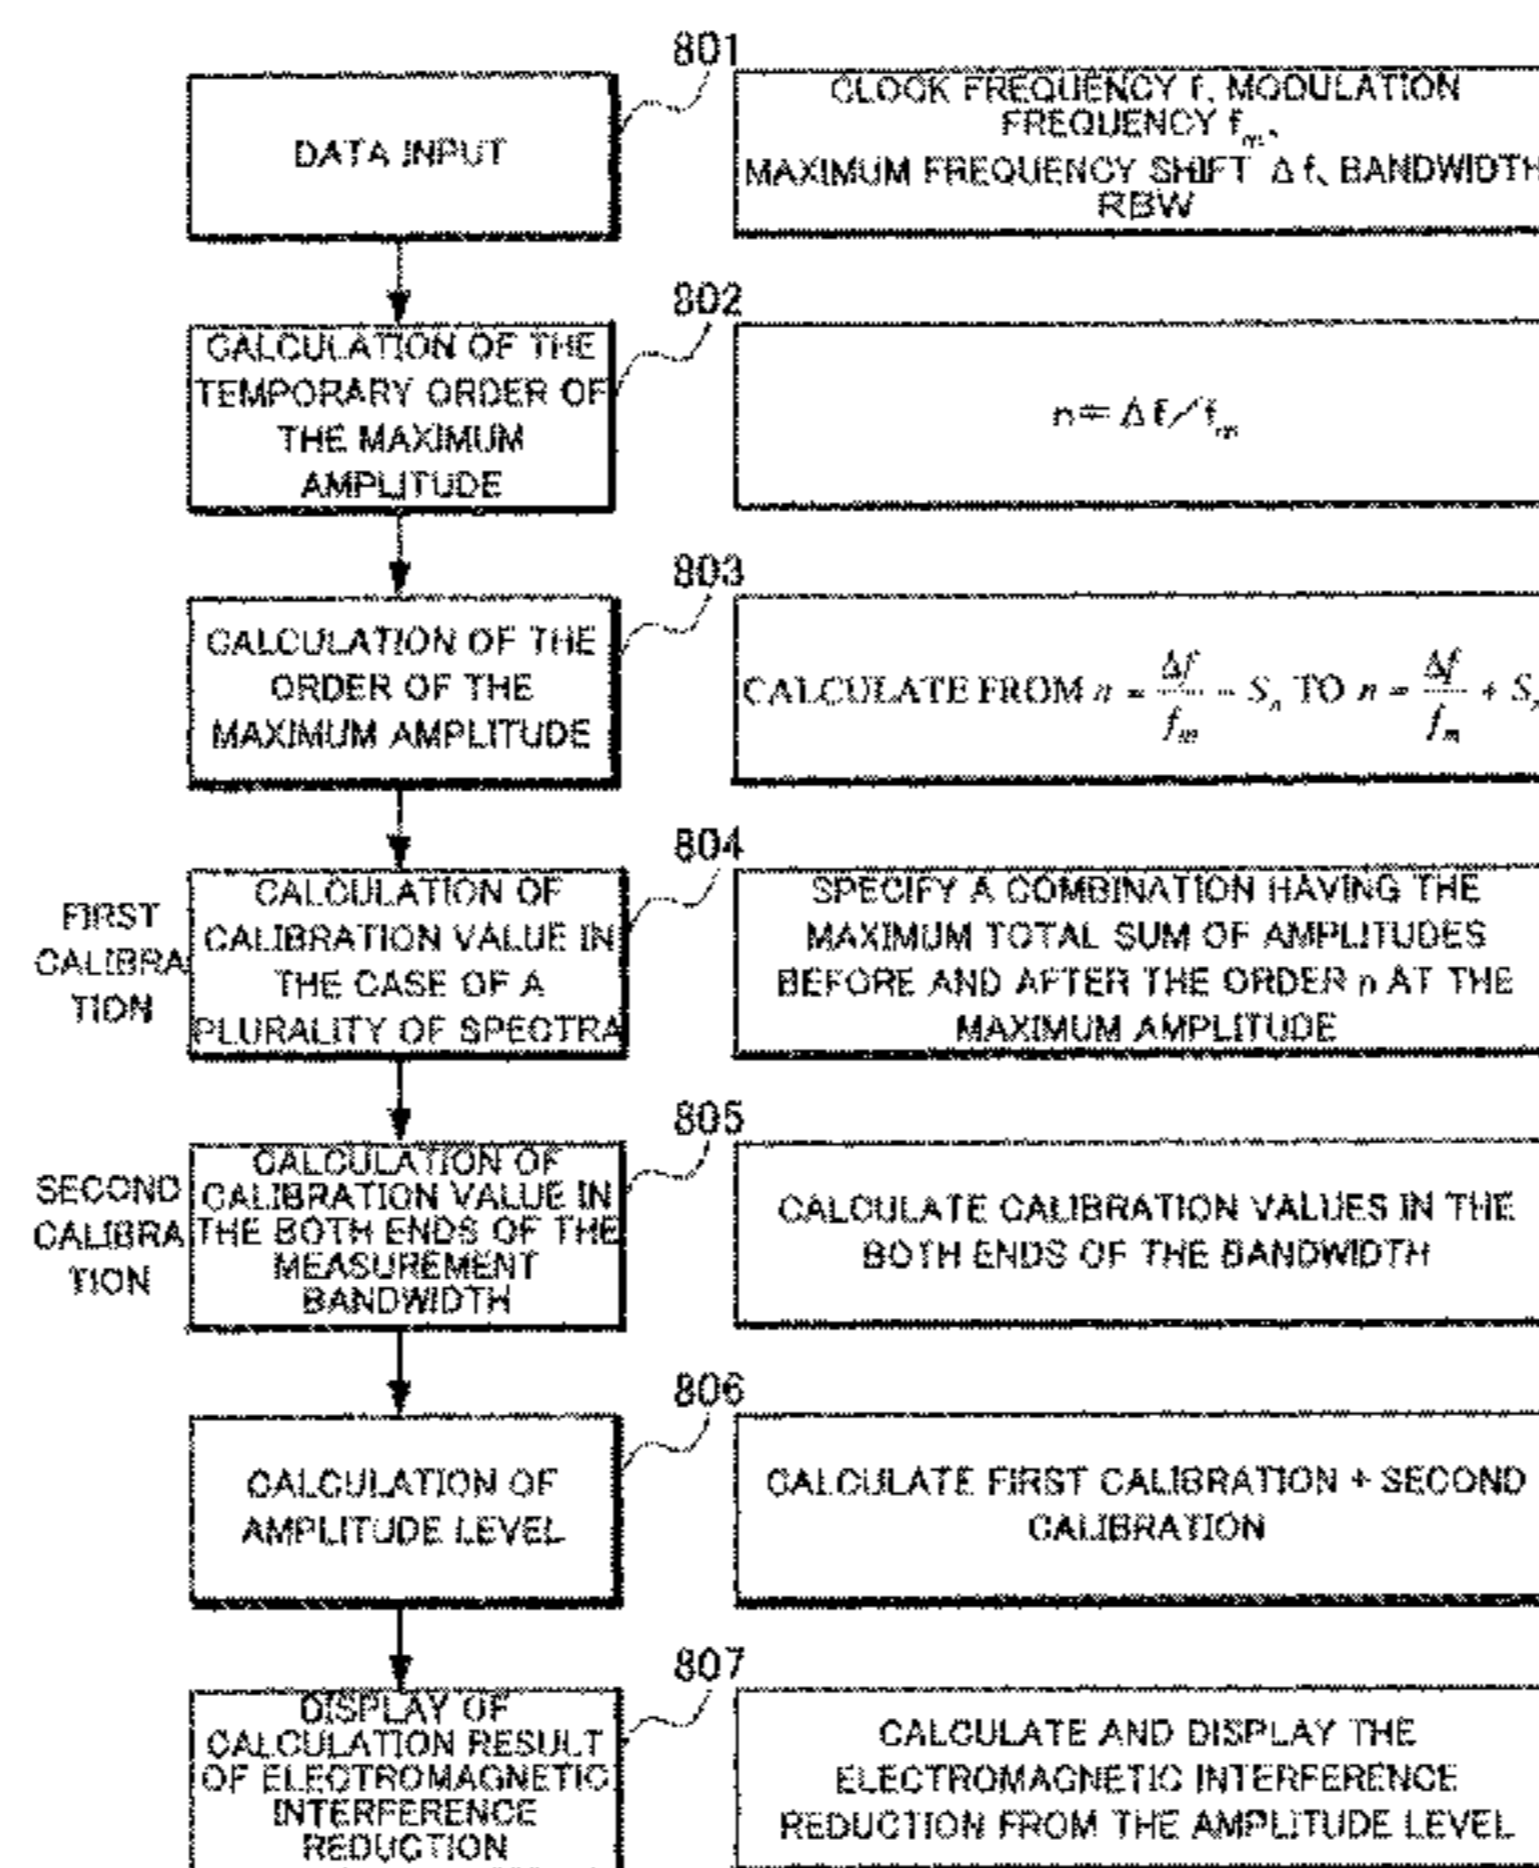 801
DATA INPUT
CLOCK FREQUENCY f, MODULATION
FREQUENCY fm,
MAXIMUM FREQUENCY SHIFT Δf, BANDWIDTH
RBW
802
CALCULATION OF THE
TEMPORARY ORDER OF
THE MAXIMUM
AMPLITUDE
n = Δf/fm
803
CALCULATION OF THE
ORDER OF THE
MAXIMUM AMPLITUDE
CALCULATE FROM n = Δf/fm - Sn TO n = Δf/fm + Sn
804
FIRST
CALIBRA
TION
CALCULATION OF
CALIBRATION VALUE IN
THE CASE OF A
PLURALITY OF SPECTRA
SPECIFY A COMBINATION HAVING THE
MAXIMUM TOTAL SUM OF AMPLITUDES
BEFORE AND AFTER THE ORDER n AT THE
MAXIMUM AMPLITUDE
805
SECOND
CALIBRA
TION
CALCULATION OF
CALIBRATION VALUE IN
THE BOTH ENDS OF THE
MEASUREMENT
BANDWIDTH
CALCULATE CALIBRATION VALUES IN THE
BOTH ENDS OF THE BANDWIDTH
806
CALCULATION OF
AMPLITUDE LEVEL
CALCULATE FIRST CALIBRATION + SECOND
CALIBRATION
807
DISPLAY OF
CALCULATION RESULT
OF ELECTROMAGNETIC
INTERFERENCE
REDUCTION
CALCULATE AND DISPLAY THE
ELECTROMAGNETIC INTERFERENCE
REDUCTION FROM THE AMPLITUDE LEVEL